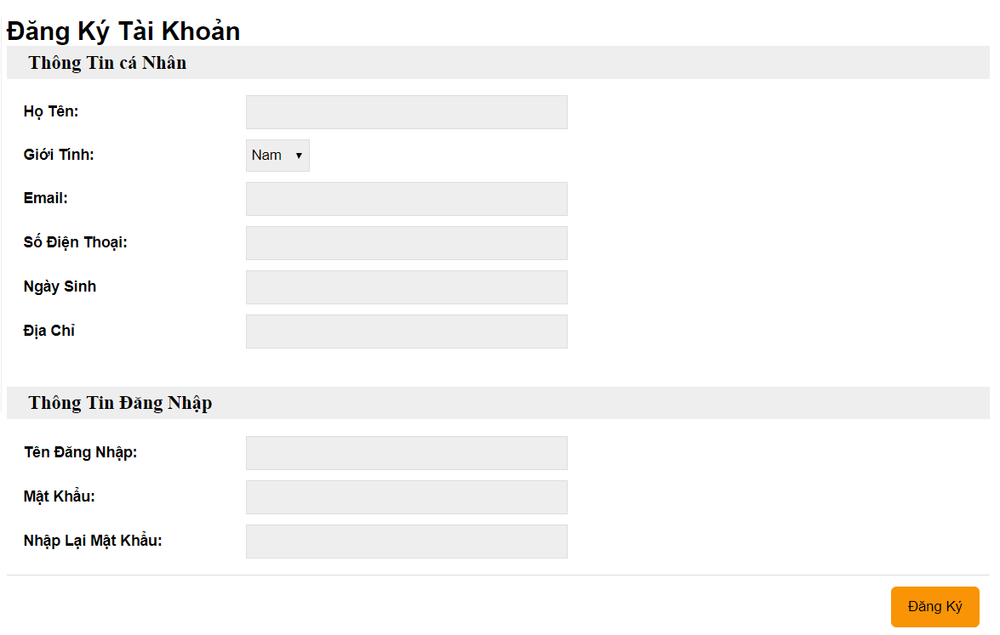 Đăng Ký Tài Khoản
Thông Tin cá Nhân
Họ Tên:
Giới Tính: Nam
Email:
Số Điện Thoại:
Ngày Sinh
Địa Chỉ
Thông Tin Đăng Nhập
Tên Đăng Nhập:
Mật Khẩu:
Nhập Lại Mật Khẩu:
Đăng Ký